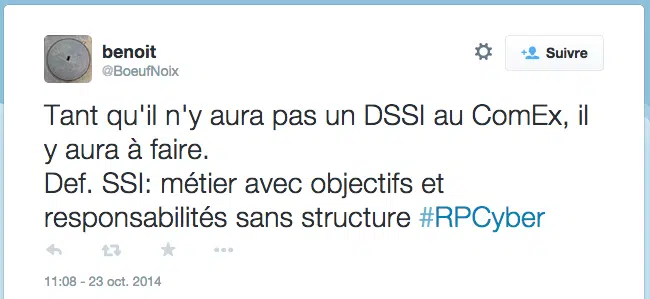 benoit
@BoeufNoix
Suivre
Tant qu'il n'y aura pas un DSSI au ComEx, il
y aura à faire.
Def. SSI: métier avec objectifs et
responsabilités sans structure #RPCyber
11:08 - 23 oct. 2014